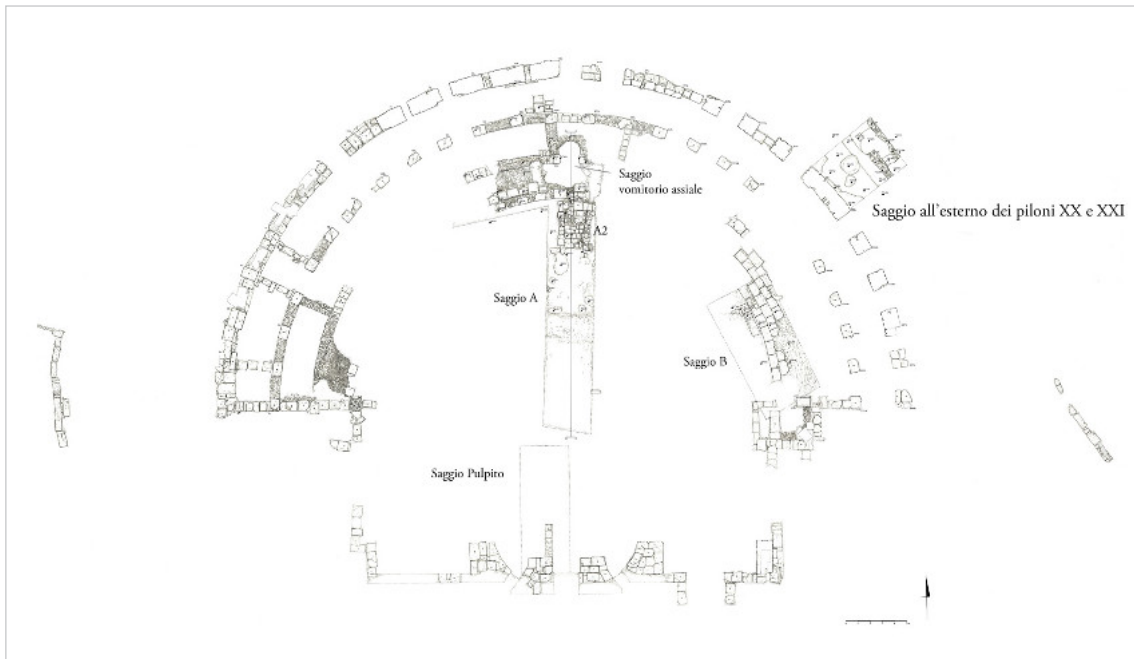 Saggio
vomitorio assiale
Saggio all'esterno dei piloni XX e XXI
A2
Saggio A
Saggio B
Saggio Pulpito